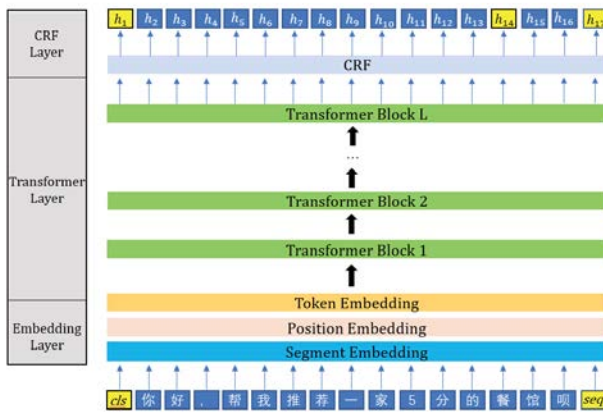 h1 h2 h3 h4 h5 h6 h7 h8 h9 h10 h11 h12 h13 h14 h15 h16 h17
CRF
Layer
CRF
Transformer Block L
...
Transformer
Layer
Transformer Block 2
Transformer Block 1
Token Embedding
Embedding
Layer
Position Embedding
Segment Embedding
cls 你 好 , 帮 我 推 荐 一 家 5 分 的 餐 馆 呗 seq